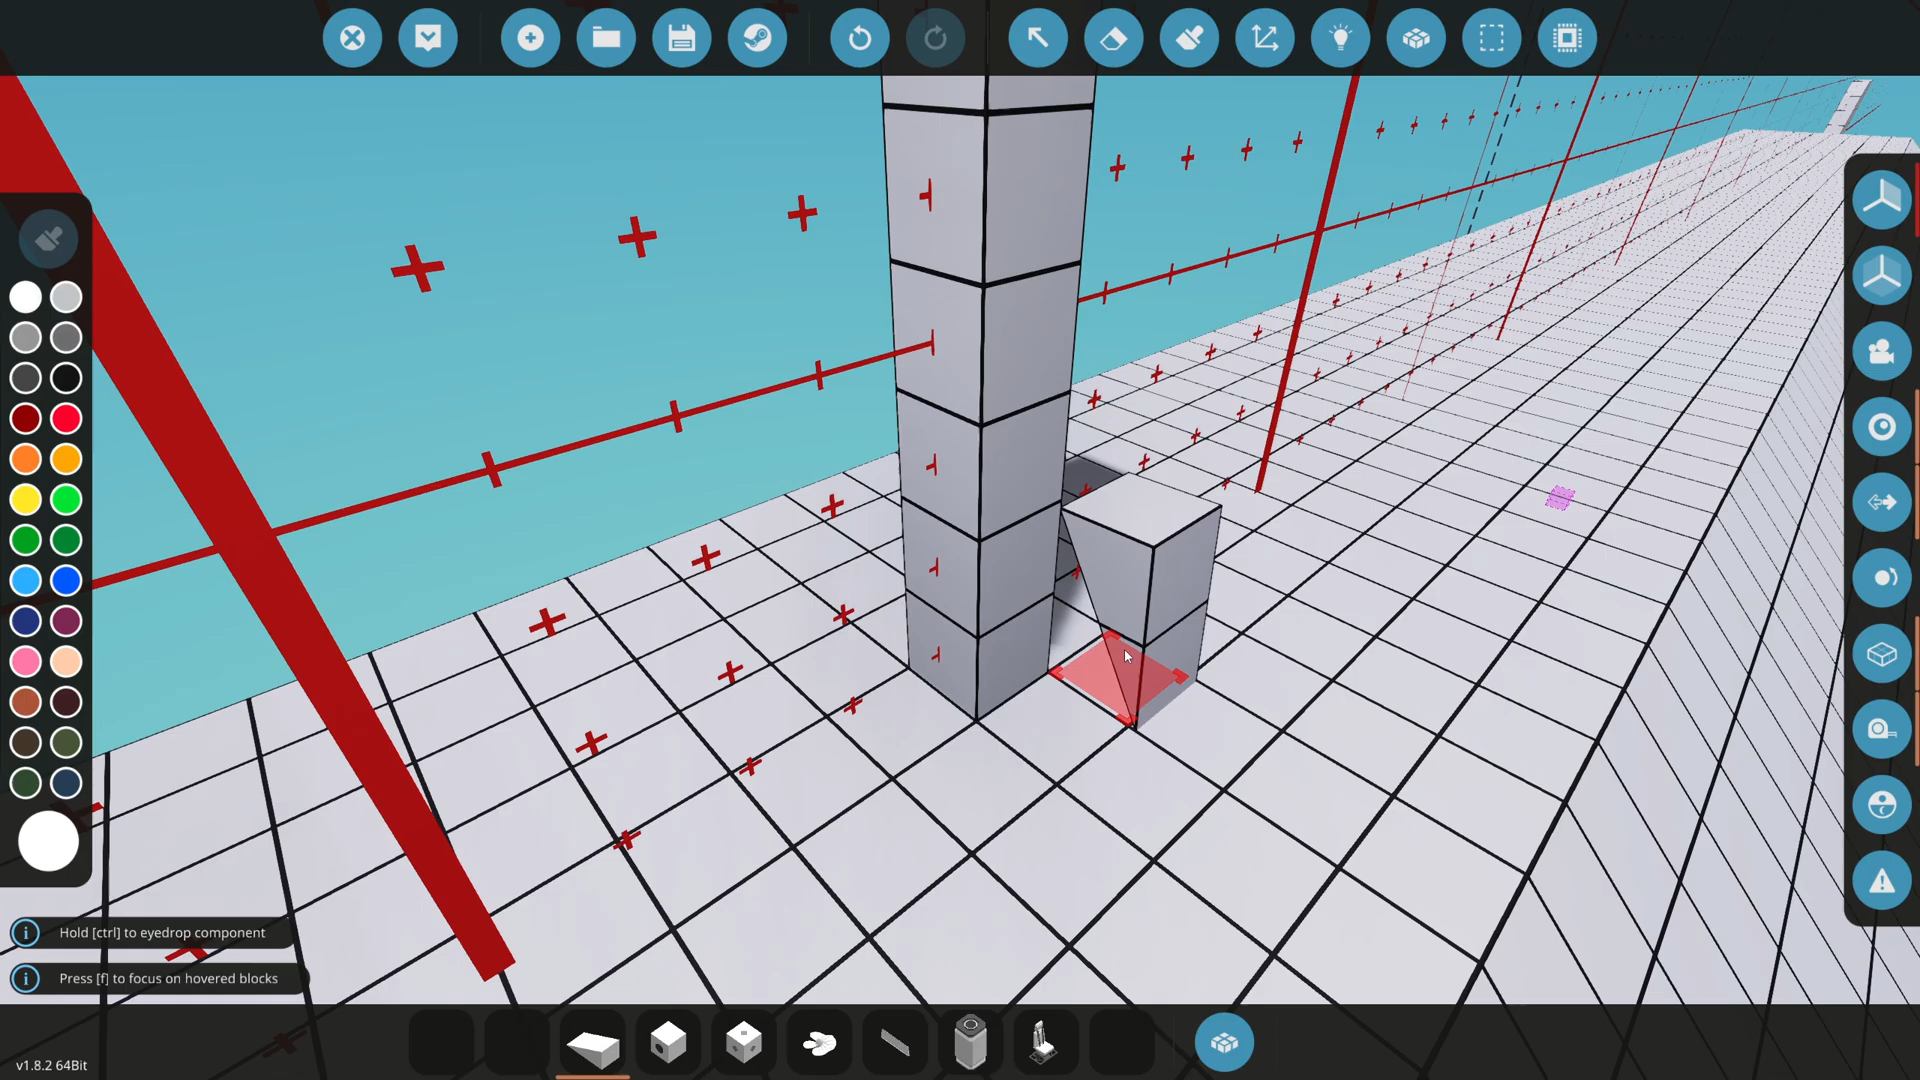 Hold [ctrl] to eyedrop component
Press [f] to focus on hovered blocks
v1.8.2 64Bit